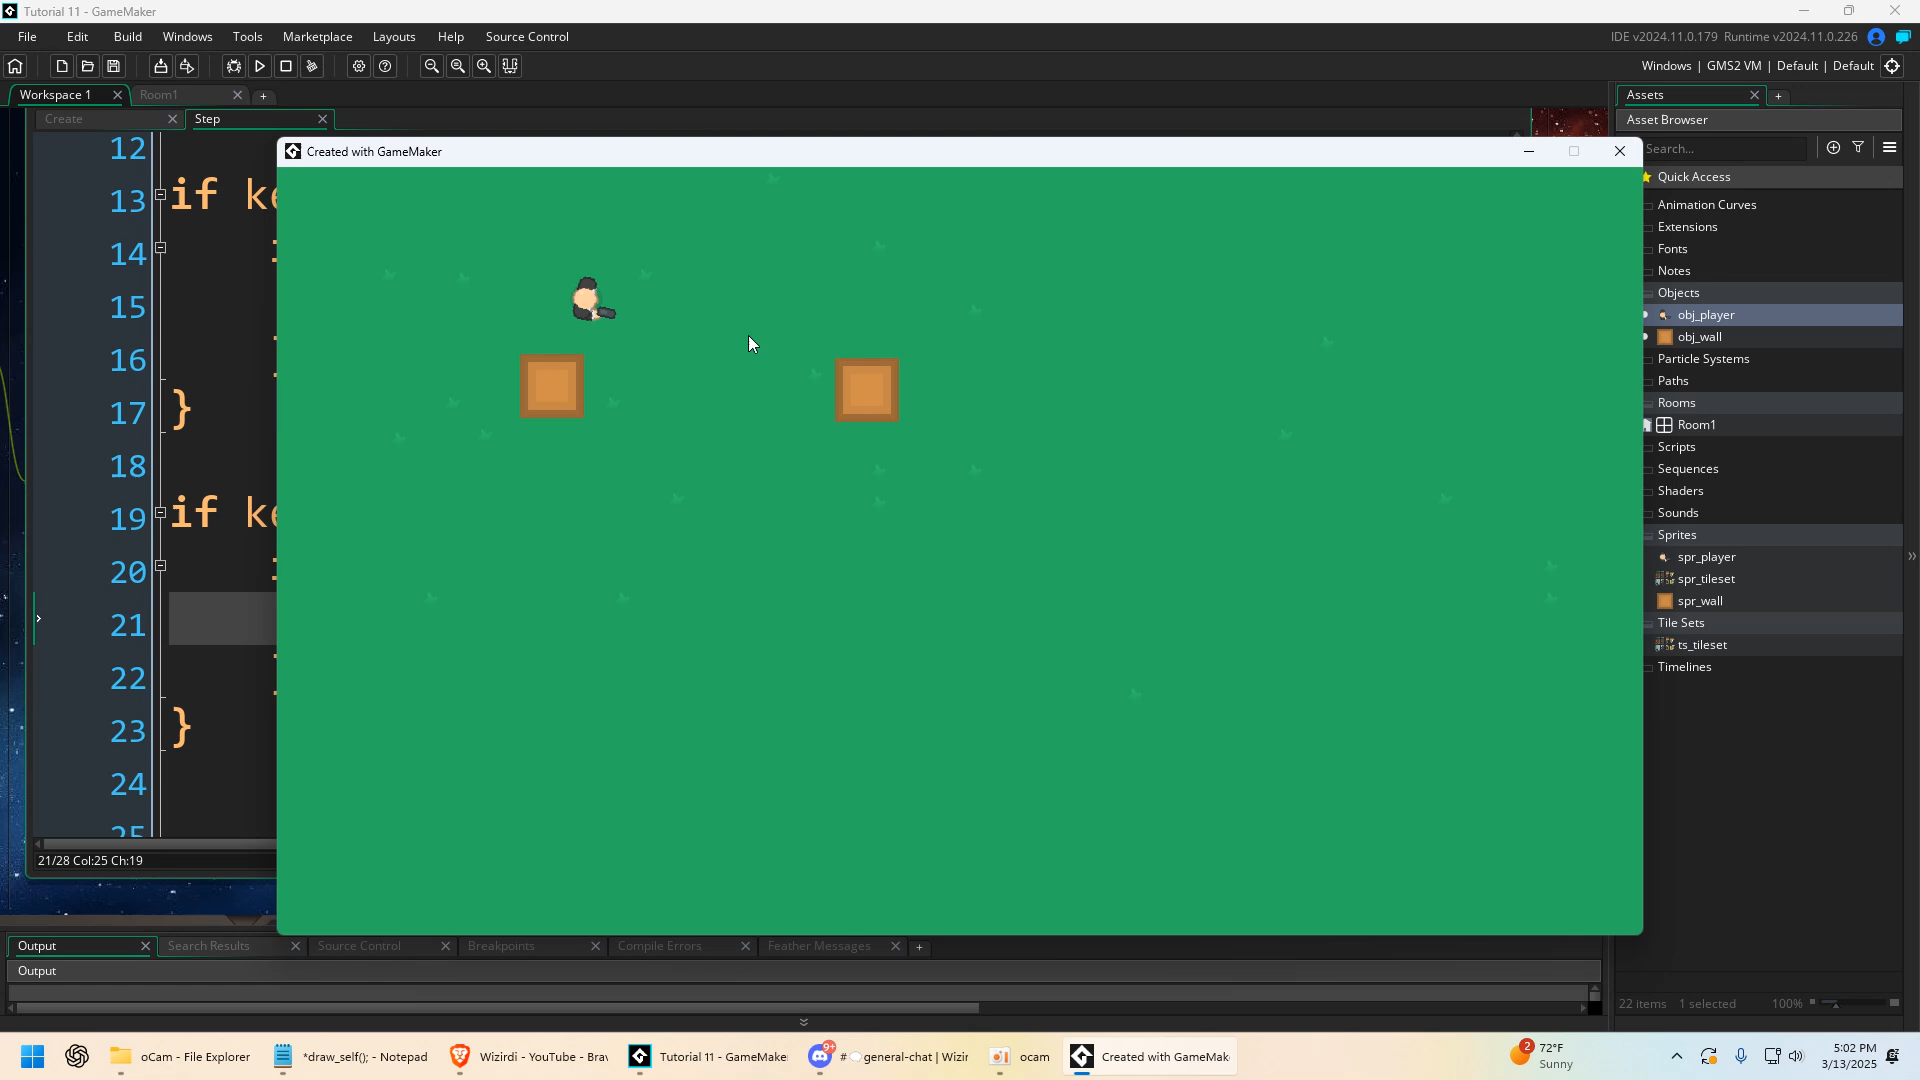 Tutorial 11 - GameMaker
File Edit Build Windows Tools Marketplace Layouts Help Source Control
IDE v2024.11.0.179 Runtime v2024.11.0.226
Windows | GMS2 VM | Default | Default
Workspace 1 Room1
Create Step
12
13 if ke
14
15
16
17 }
18
19 if ke
20
21
22
23 }
24
25
21/28 Col:25 Ch:19
Created with GameMaker
Assets
Asset Browser
Search...
Quick Access
Animation Curves
Extensions
Fonts
Notes
Objects
obj_player
obj_wall
Particle Systems
Paths
Rooms
Room1
Scripts
Sequences
Shaders
Sounds
Sprites
spr_player
spr_tileset
spr_wall
Tile Sets
ts_tileset
Timelines
22 items 1 selected 100%
Output Search Results Source Control Breakpoints Compile Errors Feather Messages
Output
oCam - File Explorer
*draw_self(); - Notepad
Wizirdi - YouTube - Brav
Tutorial 11 - GameMake
9+
general-chat | Wizir
ocam
Created with GameMak
2
72°F
Sunny
5:02 PM
3/13/2025